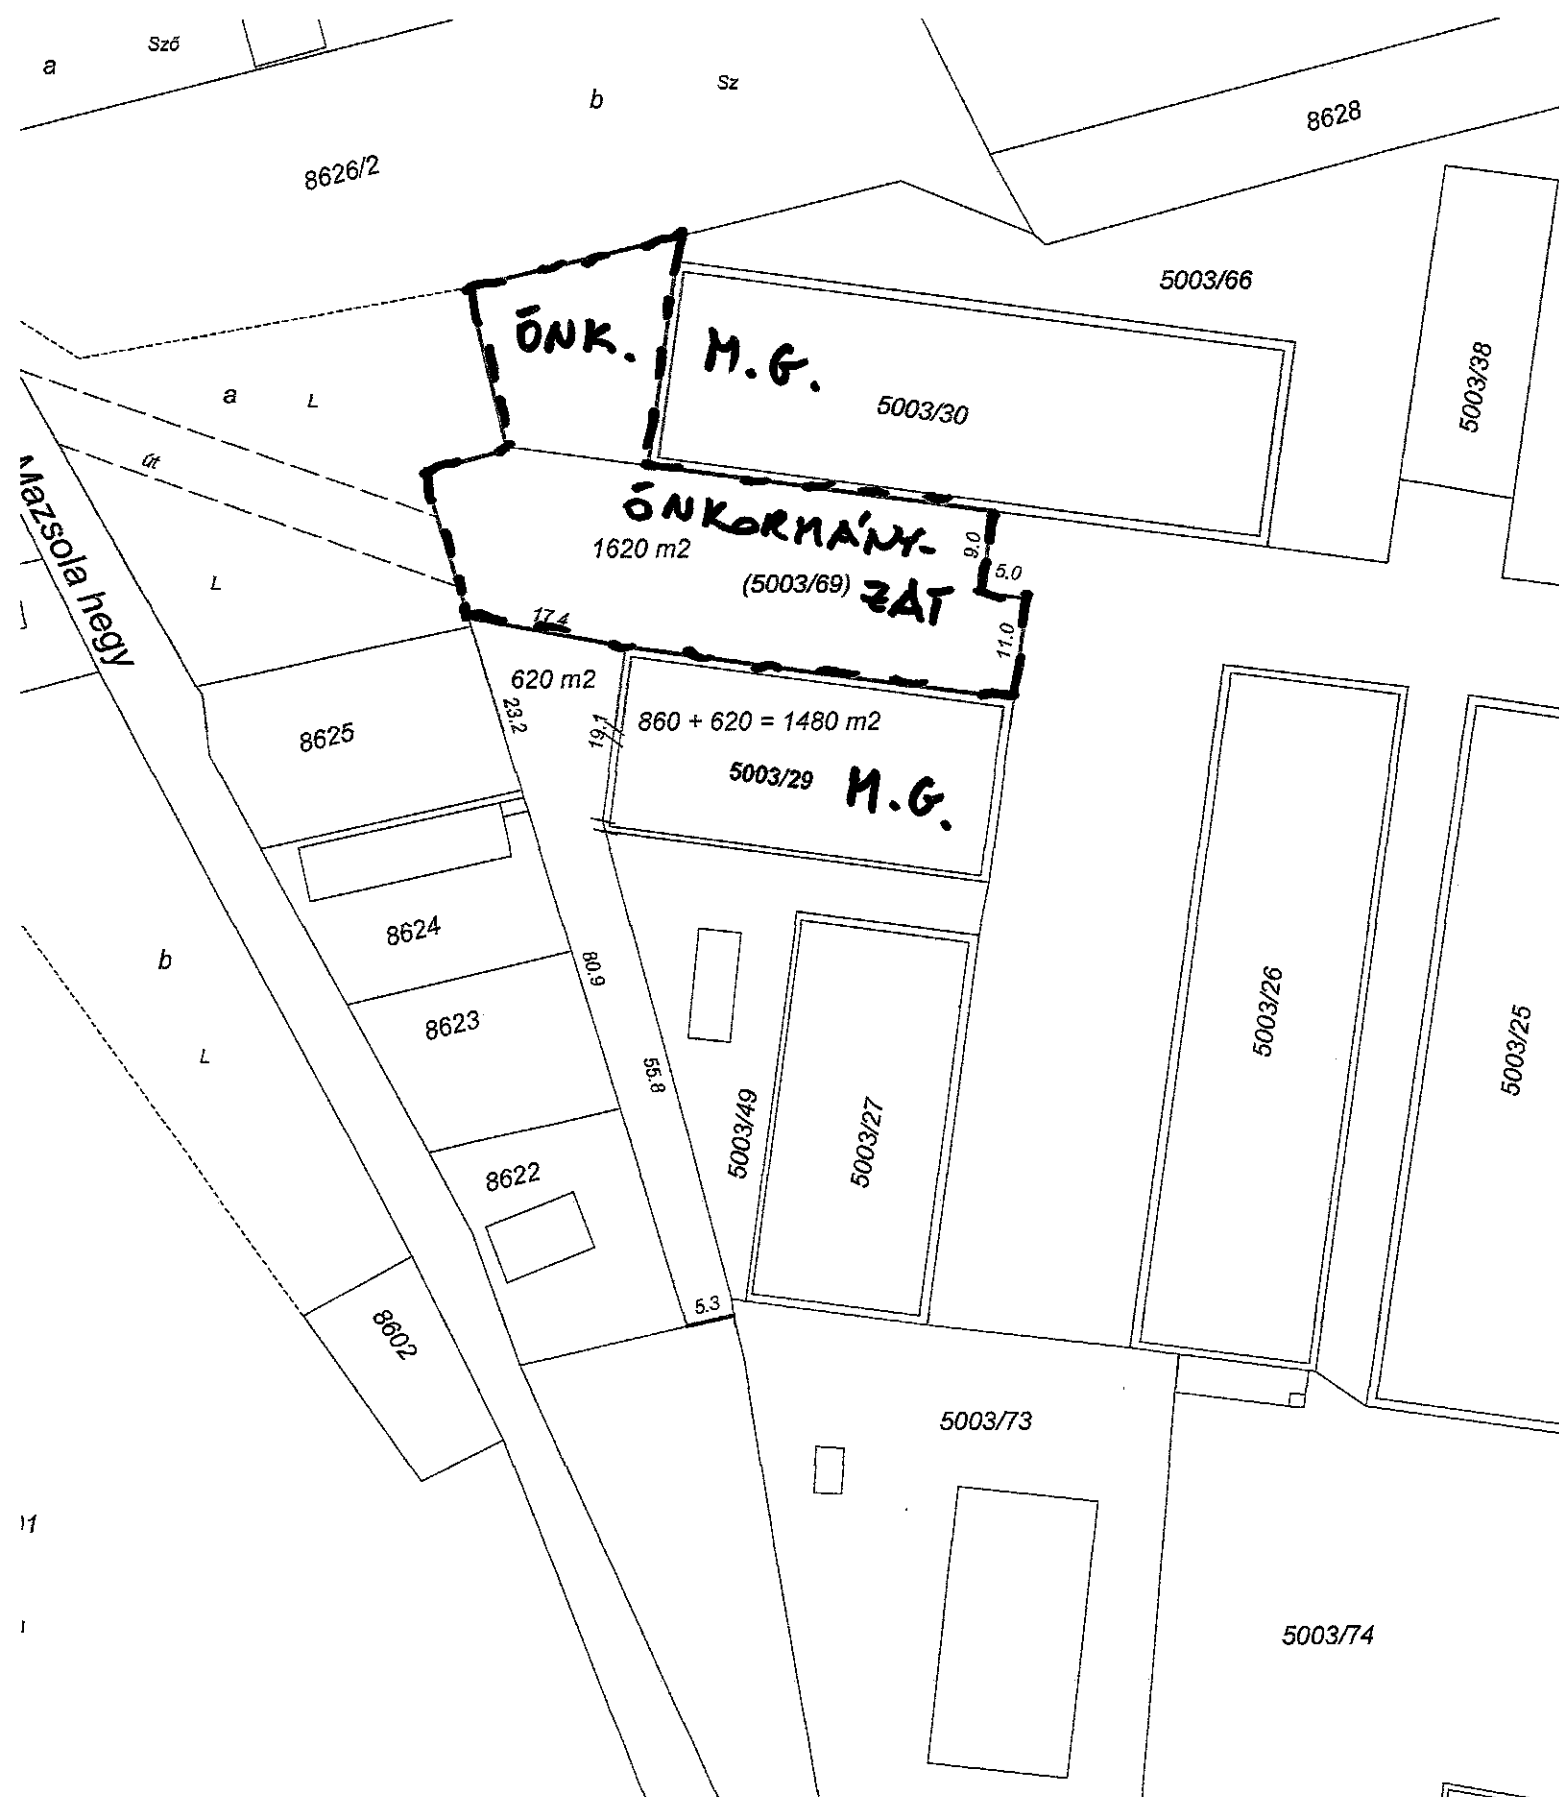 a
Sző
b
Sz
8628
8626/2
5003/66
ÖNK.
M.G.
5003/30
5003/38
a
L
út
Mazsola hegy
ÖNKORMÁNY-
1620 m2
9.0
5.0
(5003/69)
ZAT
L
17.4
11.0
620 m2
23.2
19.1
860 + 620 = 1480 m2
8625
5003/29
M.G.
8624
b
80.9
8623
5003/26
5003/25
L
55.8
5003/49
5003/27
8622
5.3
8602
5003/73
5003/74